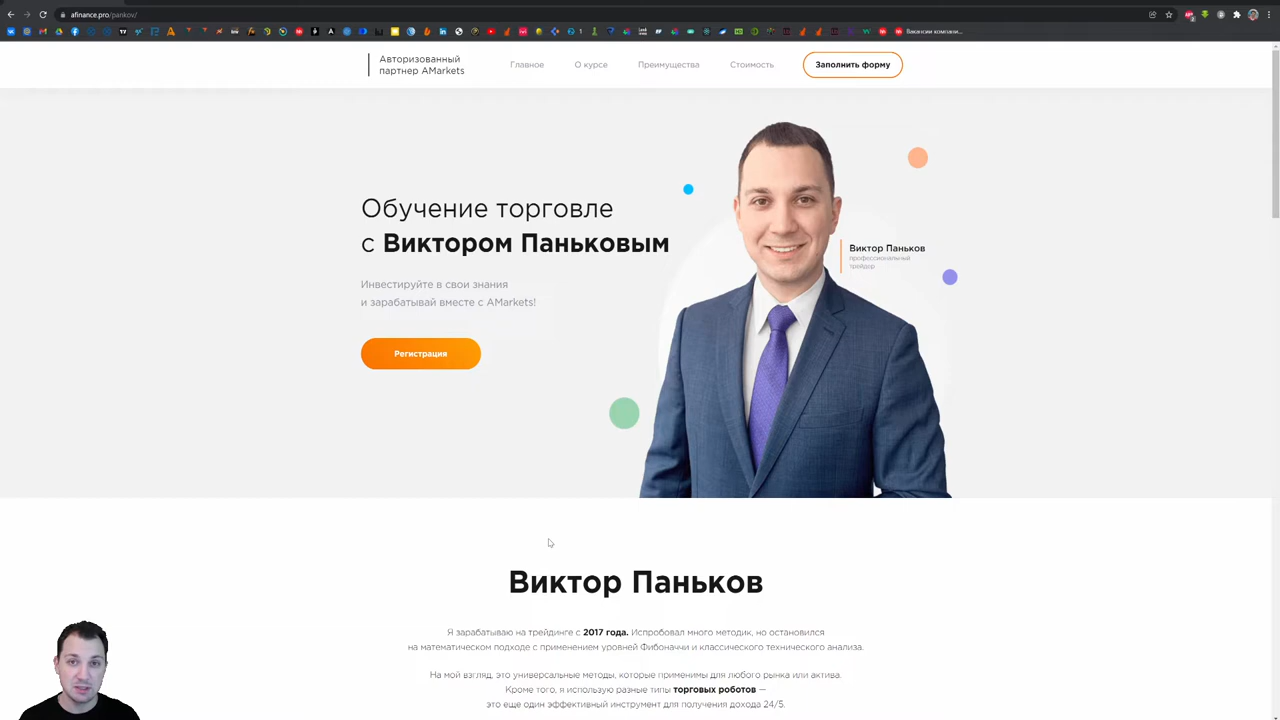 afinance.pro/pankov/
Вакансии компани...
Авторизованный
партнер AMarkets
Главное
О курсе
Преимущества
Стоимость
Заполнить форму
Обучение торговле
с Виктором Паньковым
Инвестируйте в свои знания
и зарабатывай вместе с AMarkets!
Регистрация
Виктор Паньков
профессиональный
трейдер
Виктор Паньков
Я зарабатываю на трейдинге с 2017 года. Испробовал много методик, но остановился
на математическом подходе с применением уровней Фибоначчи и классического технического анализа.
На мой взгляд, это универсальные методы, которые применимы для любого рынка или актива.
Кроме того, я использую разные типы торговых роботов —
это еще один эффективный инструмент для получения дохода 24/5.